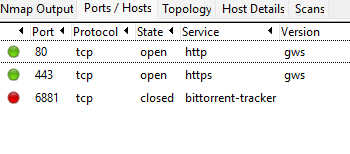 Nmap Output Ports / Hosts Topology Host Details Scans
Port Protocol State Service Version
80 tcp open http gws
443 tcp open https gws
6881 tcp closed bittorrent-tracker